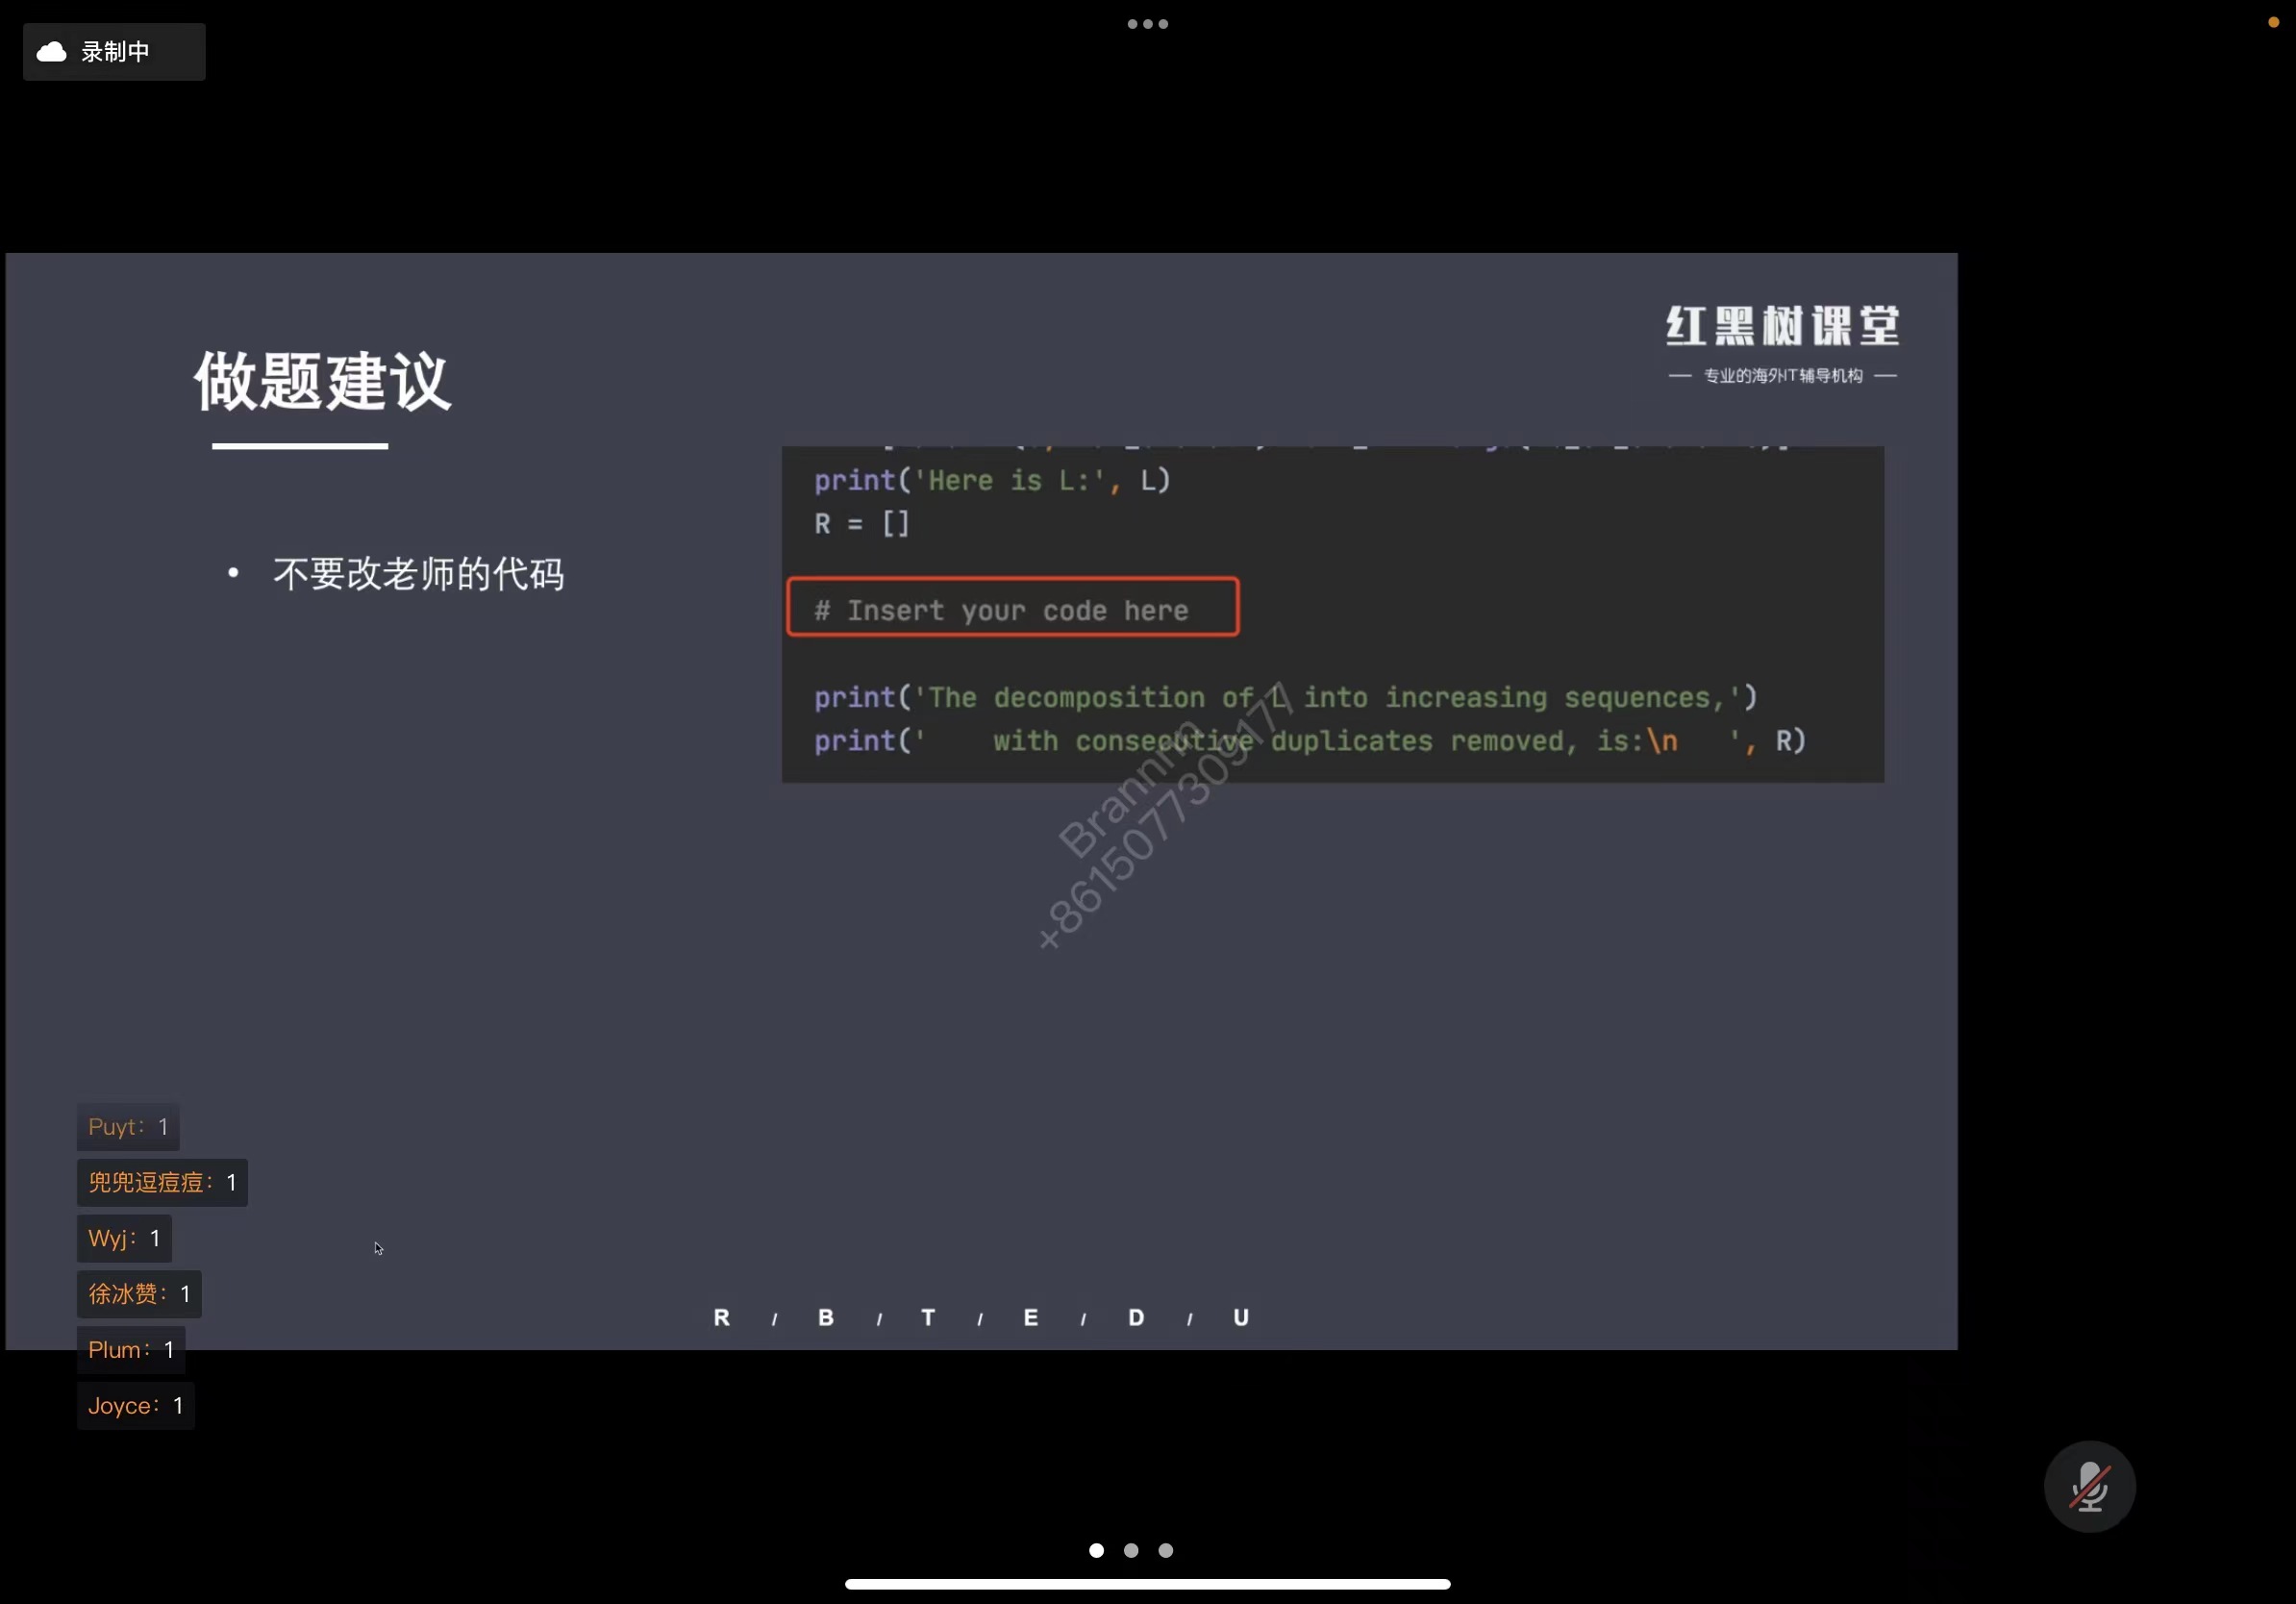 录制中
红黑树课堂
专业的海外IT辅导机构
做题建议
• 不要改老师的代码
print('Here is L:', L)
R = []
# Insert your code here
print('The decomposition of L into increasing sequences,')
print('    with consecutive duplicates removed, is:\n   ', R)
Brannnn
+8615077309177
Puyt: 1
兜兜逗痘痘: 1
Wyj: 1
徐冰赞: 1
Plum: 1
Joyce: 1
R / B / T / E / D / U